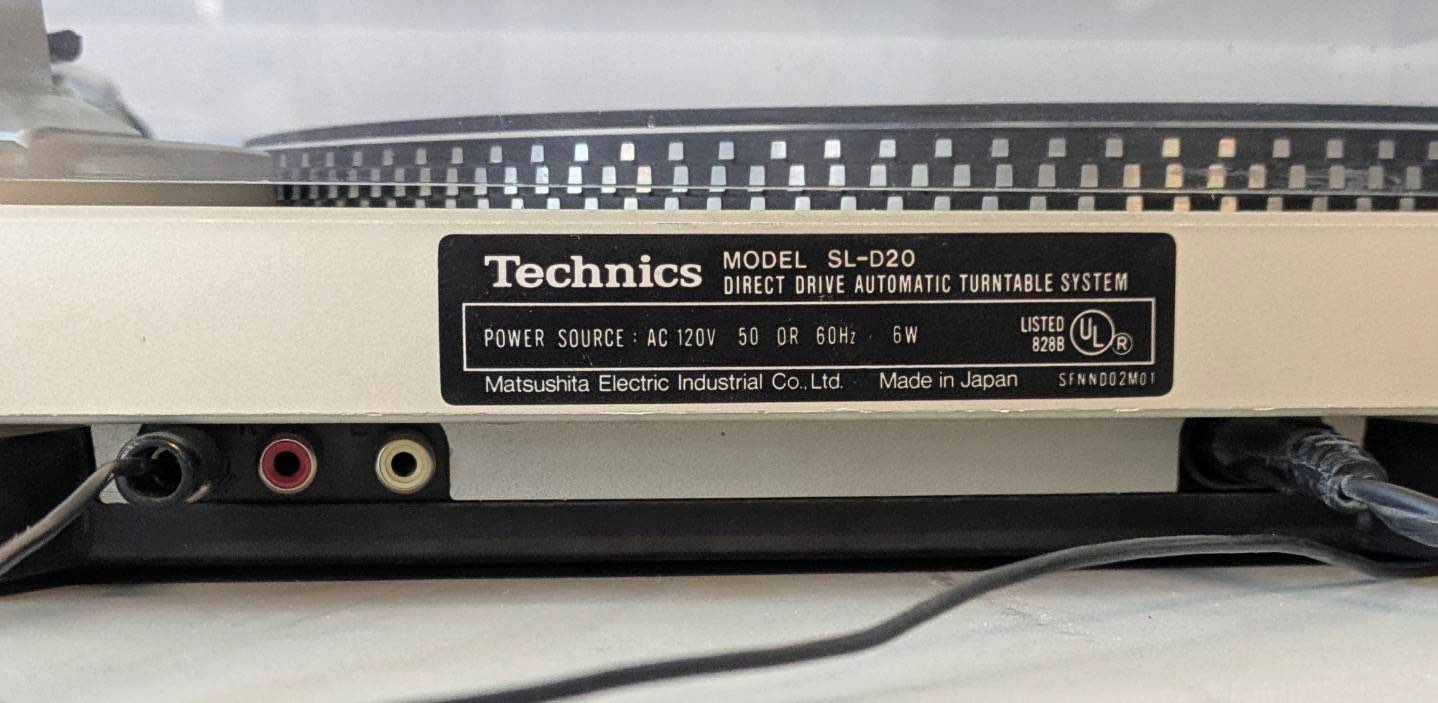 Technics MODEL SL-D20
DIRECT DRIVE AUTOMATIC TURNTABLE SYSTEM
POWER SOURCE : AC 120V 50 OR 60Hz 6W
LISTED
828B UL R
Matsushita Electric Industrial Co., Ltd. Made in Japan SFNND02M01